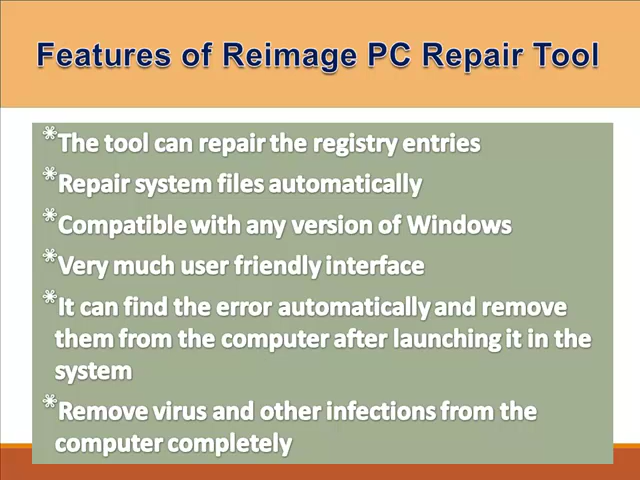 Features of Reimage PC Repair Tool
The tool can repair the registry entries
Repair system files automatically
Compatible with any version of Windows
Very much user friendly interface
It can find the error automatically and remove
them from the computer after launching it in the
system
Remove virus and other infections from the
computer completely